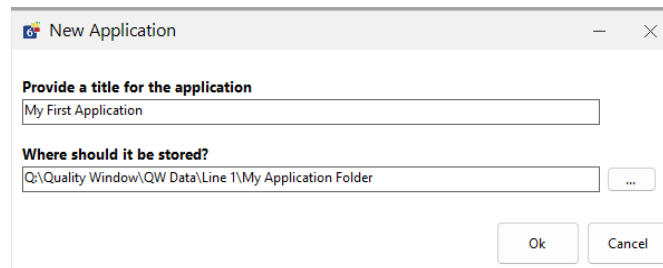 6
New Application
Provide a title for the application
My First Application
Where should it be stored?
Q:\Quality Window\QW Data\Line 1\My Application Folder
...
Ok
Cancel